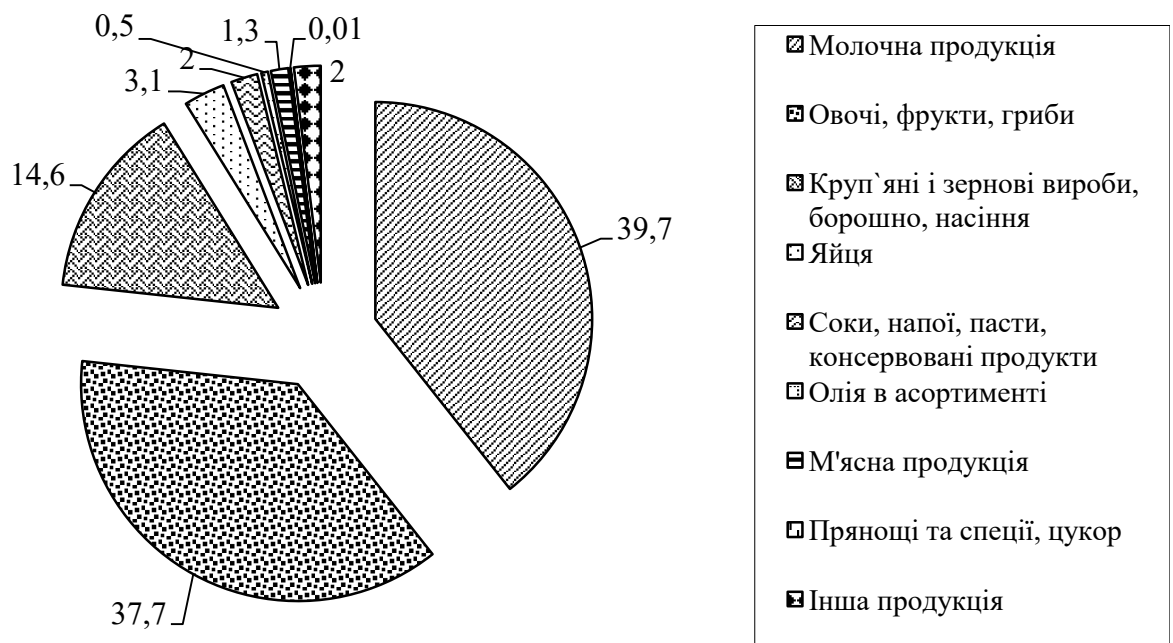 0,5
1,3
0,01
2
2
3,1
14,6
39,7
37,7
Молочна продукція
Овочі, фрукти, гриби
Круп`яні і зернові вироби,
борошно, насіння
Яйця
Соки, напої, пасти,
консервовані продукти
Олія в асортименті
М'ясна продукція
Прянощі та спеції, цукор
Інша продукція